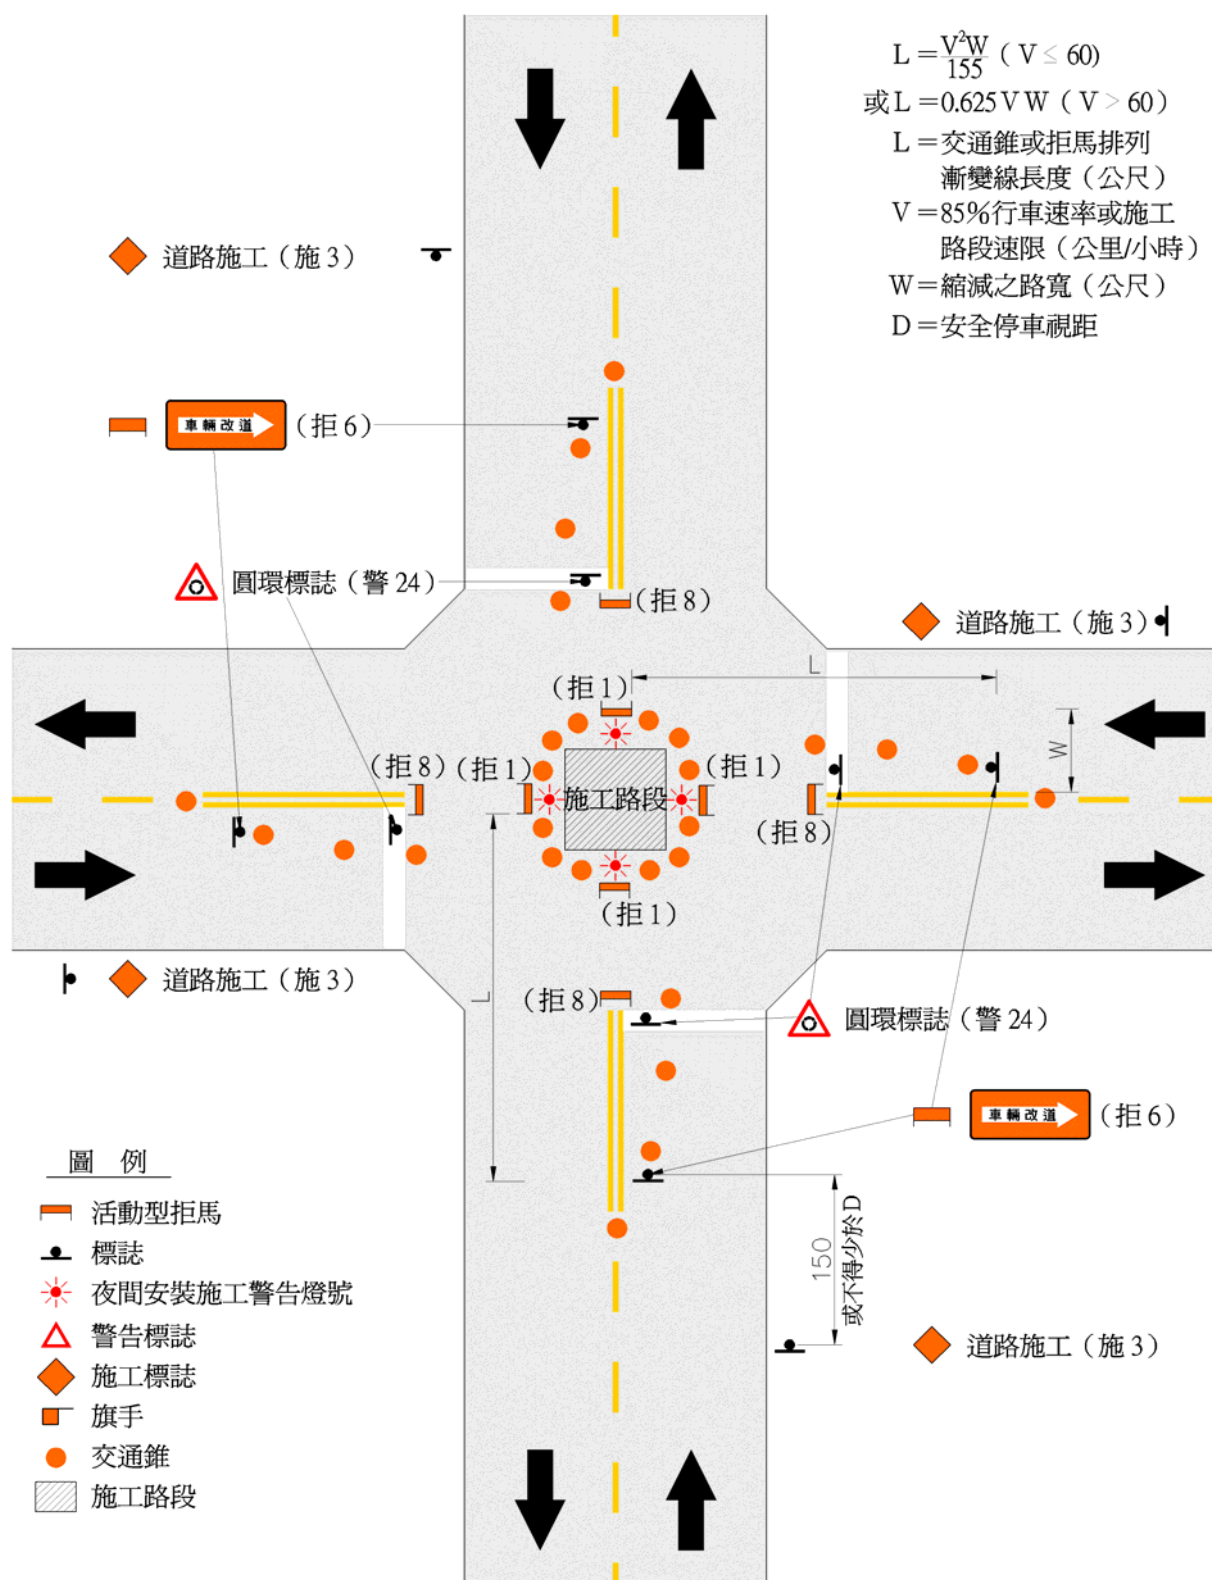 L＝V²W/155（V ≤ 60）
或 L＝0.625 V W（V > 60）
L＝交通錐或拒馬排列
漸變線長度（公尺）
V＝85%行車速率或施工
路段速限（公里/小時）
W＝縮減之路寬（公尺）
D＝安全停車視距
道路施工（施 3）
車輛改道
（拒 6）
圓環標誌（警 24）
（拒 8）
道路施工（施 3）
L
（拒 1）
W
（拒 8）
（拒 1）
施工路段
（拒 1）
（拒 8）
（拒 1）
道路施工（施 3）
L
（拒 8）
圓環標誌（警 24）
車輛改道
（拒 6）
150
或不得少於D
道路施工（施 3）
圖 例
活動型拒馬
標誌
夜間安裝施工警告燈號
警告標誌
施工標誌
旗手
交通錐
施工路段